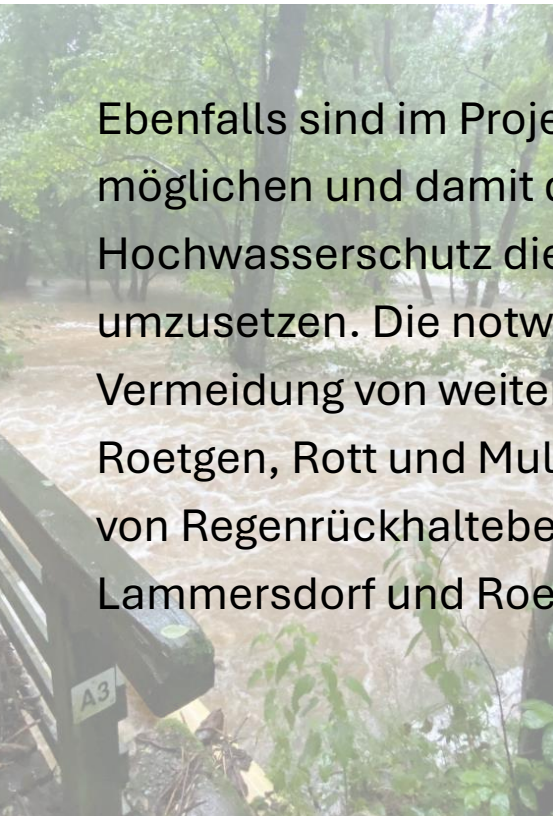 Ebenfalls sind im Proje
möglichen und damit
Hochwasserschutz die
umzusetzen. Die notw
Vermeidung von weite
Roetgen, Rott und Mul
von Regenrückhaltebe
Lammersdorf und Roe
A3